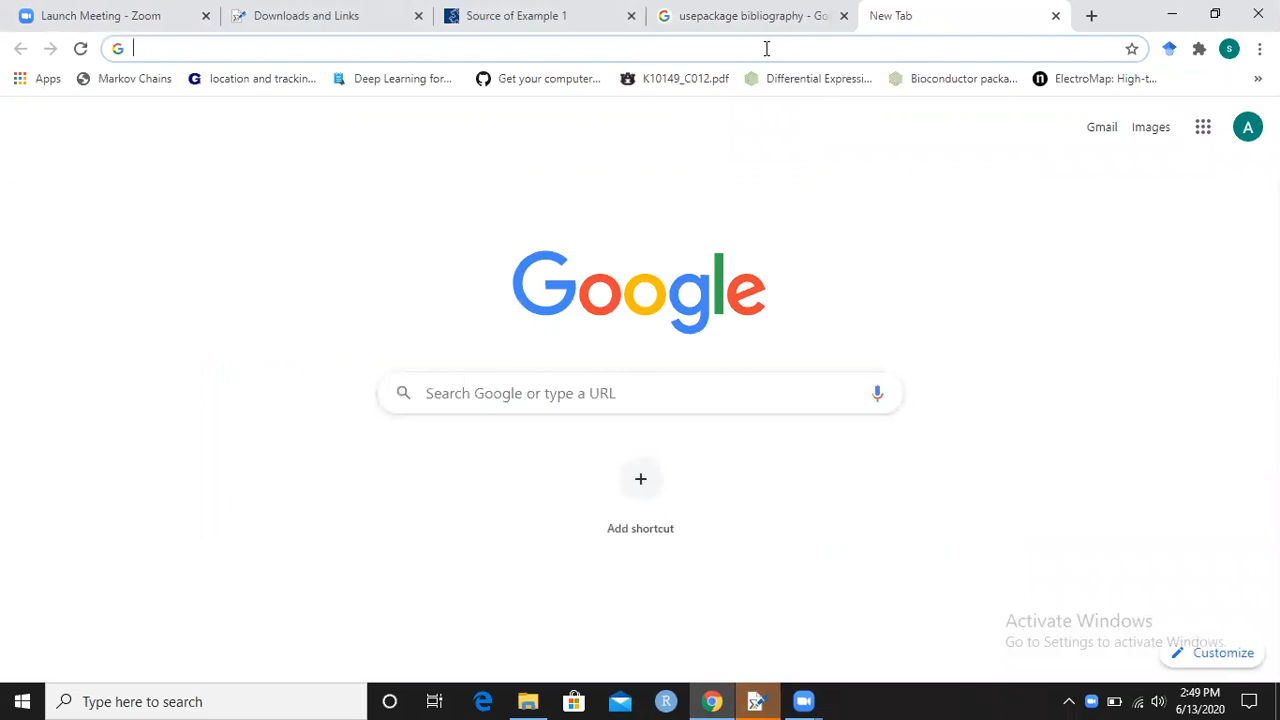 Launch Meeting - Zoom
Downloads and Links
Source of Example 1
usepackage bibliography - Go
New Tab
Apps
Markov Chains
location and trackin...
Deep Learning for...
Get your computer...
K10149_C012.pdf
Differential Expressi...
Bioconductor packa...
ElectroMap: High-t...
»
s
Gmail
Images
A
Google
Search Google or type a URL
Add shortcut
Activate Windows
Go to Settings to activate Windows.
Customize
Type here to search
R
2:49 PM
6/13/2020